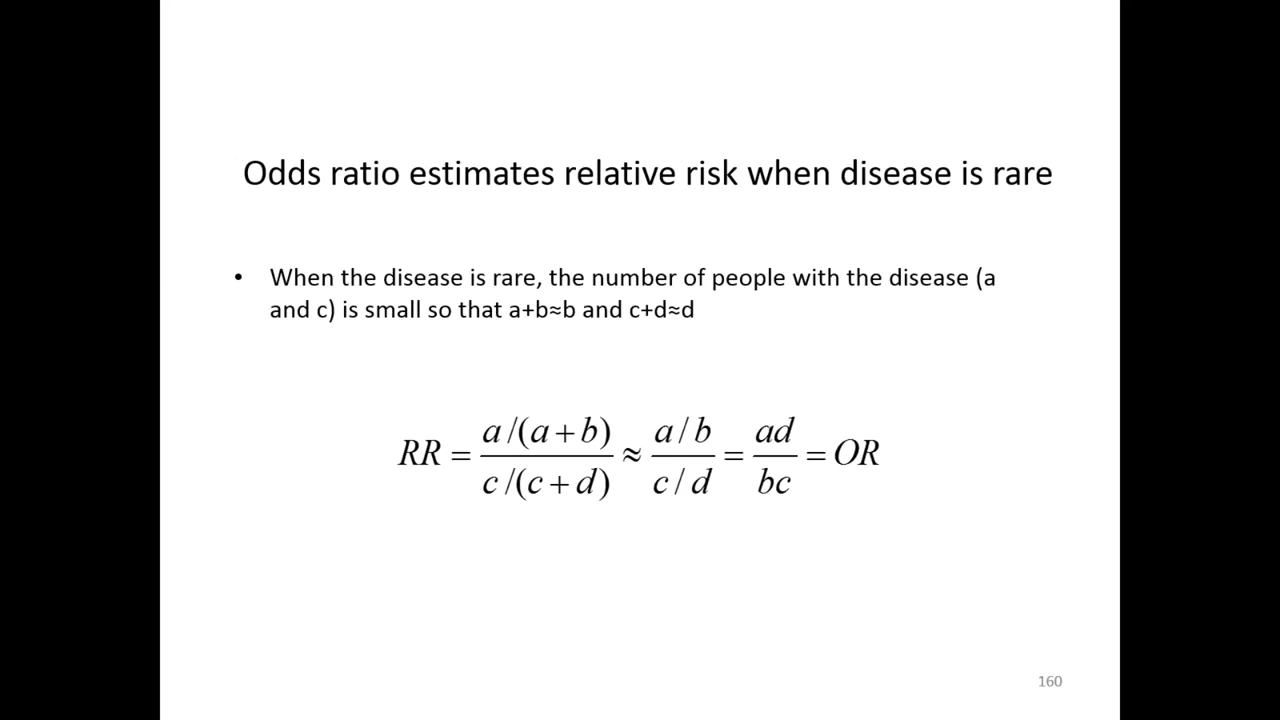 Odds ratio estimates relative risk when disease is rare
• When the disease is rare, the number of people with the disease (a
and c) is small so that a+b≈b and c+d≈d
RR = a/(a+b) / c/(c+d) ≈ a/b / c/d = ad / bc = OR
160